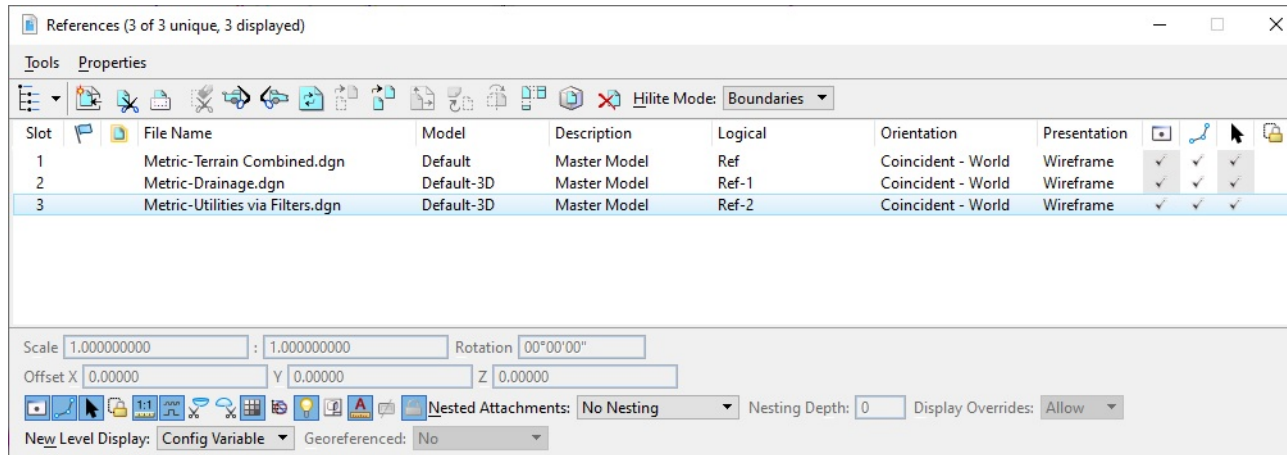 References (3 of 3 unique, 3 displayed)
Tools Properties
Hilite Mode: Boundaries
Slot File Name Model Description Logical Orientation Presentation
1 Metric-Terrain Combined.dgn Default Master Model Ref Coincident - World Wireframe
2 Metric-Drainage.dgn Default-3D Master Model Ref-1 Coincident - World Wireframe
3 Metric-Utilities via Filters.dgn Default-3D Master Model Ref-2 Coincident - World Wireframe
Scale 1.000000000 : 1.000000000 Rotation 00°00'00"
Offset X 0.00000 Y 0.00000 Z 0.00000
1:1 A Nested Attachments: No Nesting Nesting Depth: 0 Display Overrides: Allow
New Level Display: Config Variable Georeferenced: No